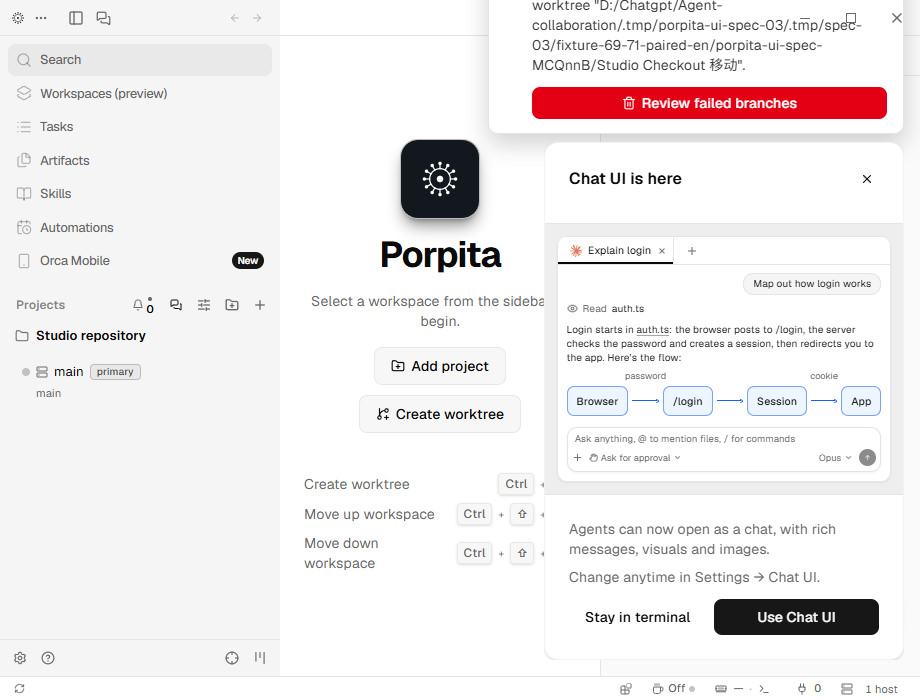 Search
Workspaces (preview)
Tasks
Artifacts
Skills
Automations
Orca Mobile
New
Projects
0
Studio repository
main
primary
main
Porpita
Select a workspace from the sideba
begin.
Add project
Create worktree
Create worktree
Ctrl
+
Move up workspace
Ctrl + ⇧ +
Move down
workspace
Ctrl + ⇧ +
worktree "D:/Chatgpt/Agent-
collaboration/.tmp/porpita-ui-spec-03/.tmp/spec-
03/fixture-69-71-paired-en/porpita-ui-spec-
MCQnnB/Studio Checkout 移动".
Review failed branches
Chat UI is here
Explain login
Map out how login works
Read auth.ts
Login starts in auth.ts: the browser posts to /login, the server
checks the password and creates a session, then redirects you to
the app. Here's the flow:
password
cookie
Browser
/login
Session
App
Ask anything, @ to mention files, / for commands
+ Ask for approval
Opus
Agents can now open as a chat, with rich
messages, visuals and images.
Change anytime in Settings → Chat UI.
Stay in terminal
Use Chat UI
Off
0
1 host